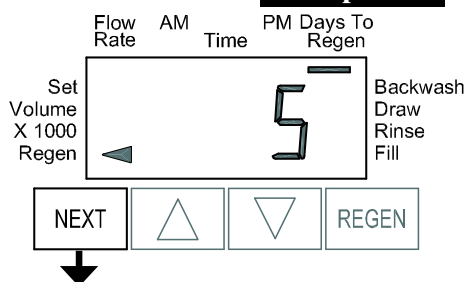 Flow AM PM Days To
Rate Time Regen
Set Backwash
Volume Draw
X 1000 Rinse
Regen Fill
5
NEXT REGEN